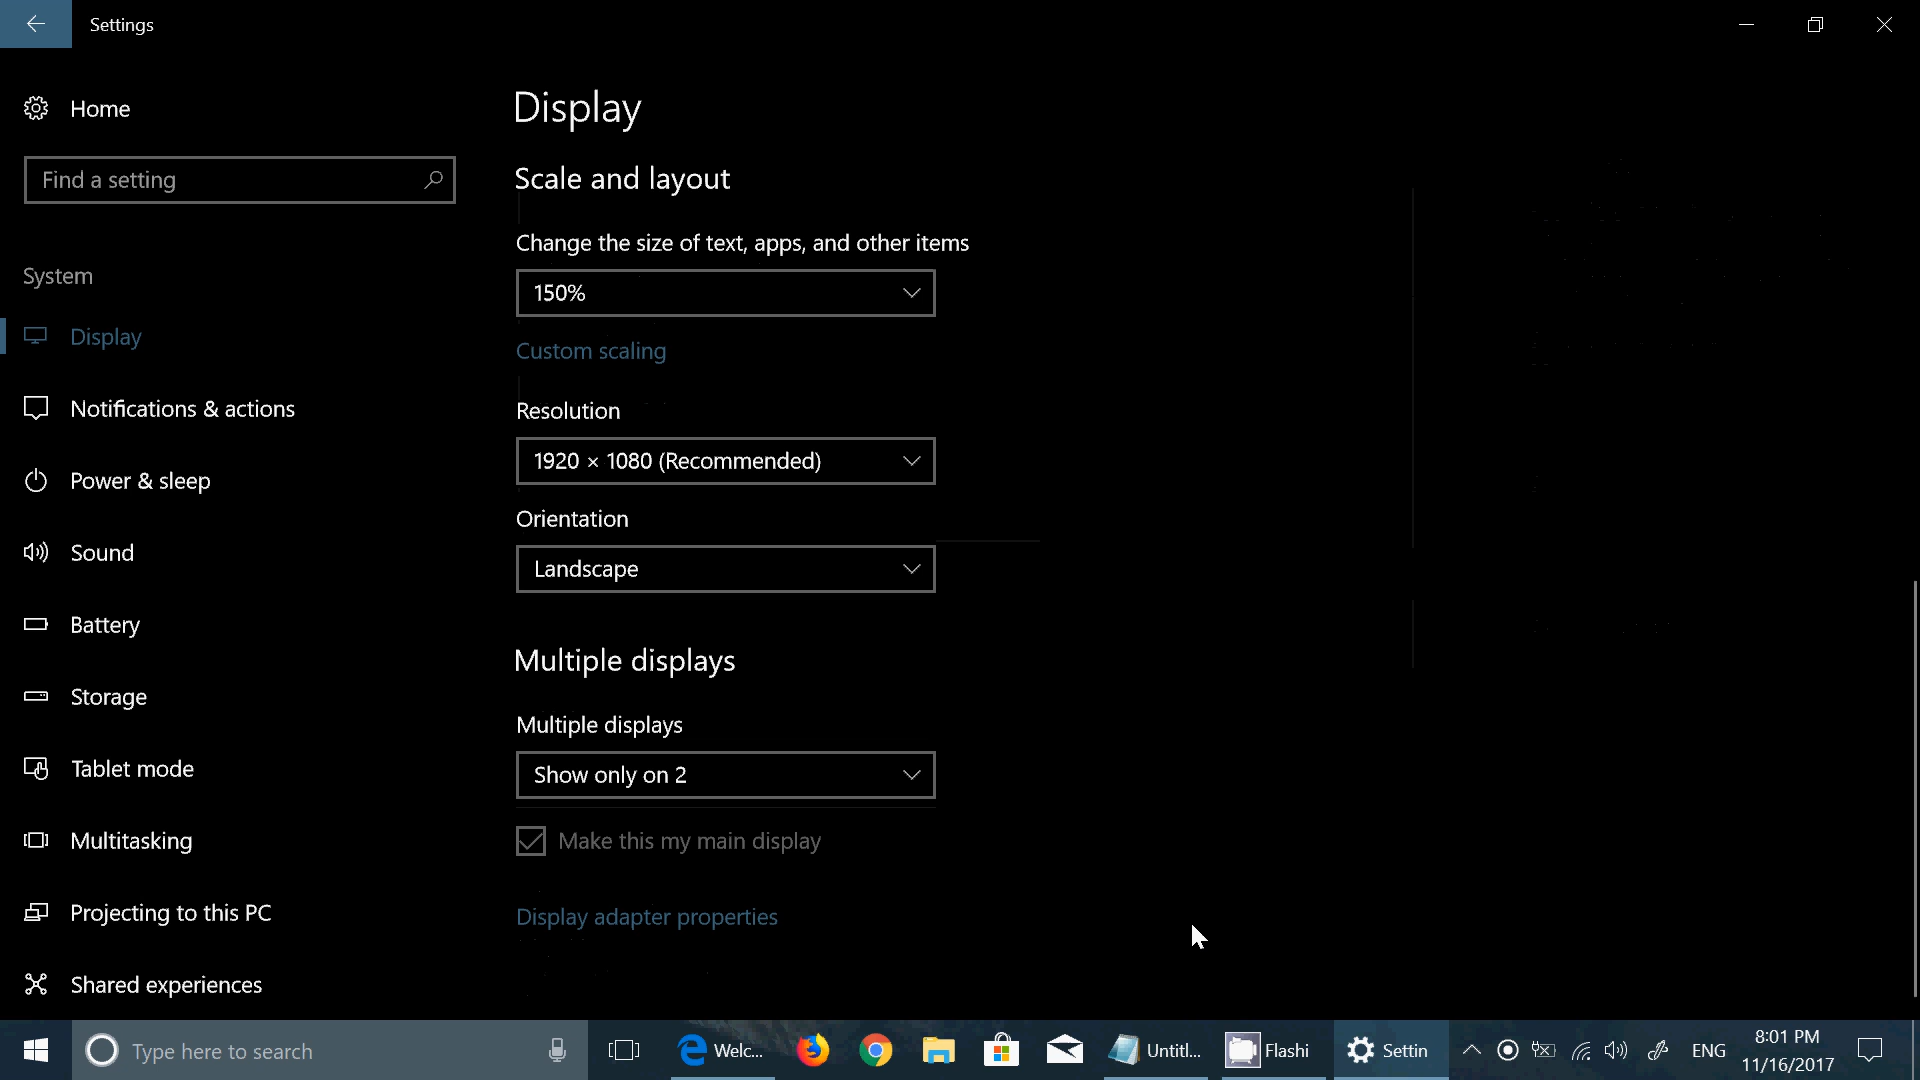 Settings
Home
Find a setting
System
Display
Notifications & actions
Power & sleep
Sound
Battery
Storage
Tablet mode
Multitasking
Projecting to this PC
Shared experiences
Display
Scale and layout
Change the size of text, apps, and other items
150%
Custom scaling
Resolution
1920 × 1080 (Recommended)
Orientation
Landscape
Multiple displays
Multiple displays
Show only on 2
Make this my main display
Display adapter properties
Type here to search
Welc...
Untitl...
Flashi
Settin
ENG
8:01 PM
11/16/2017